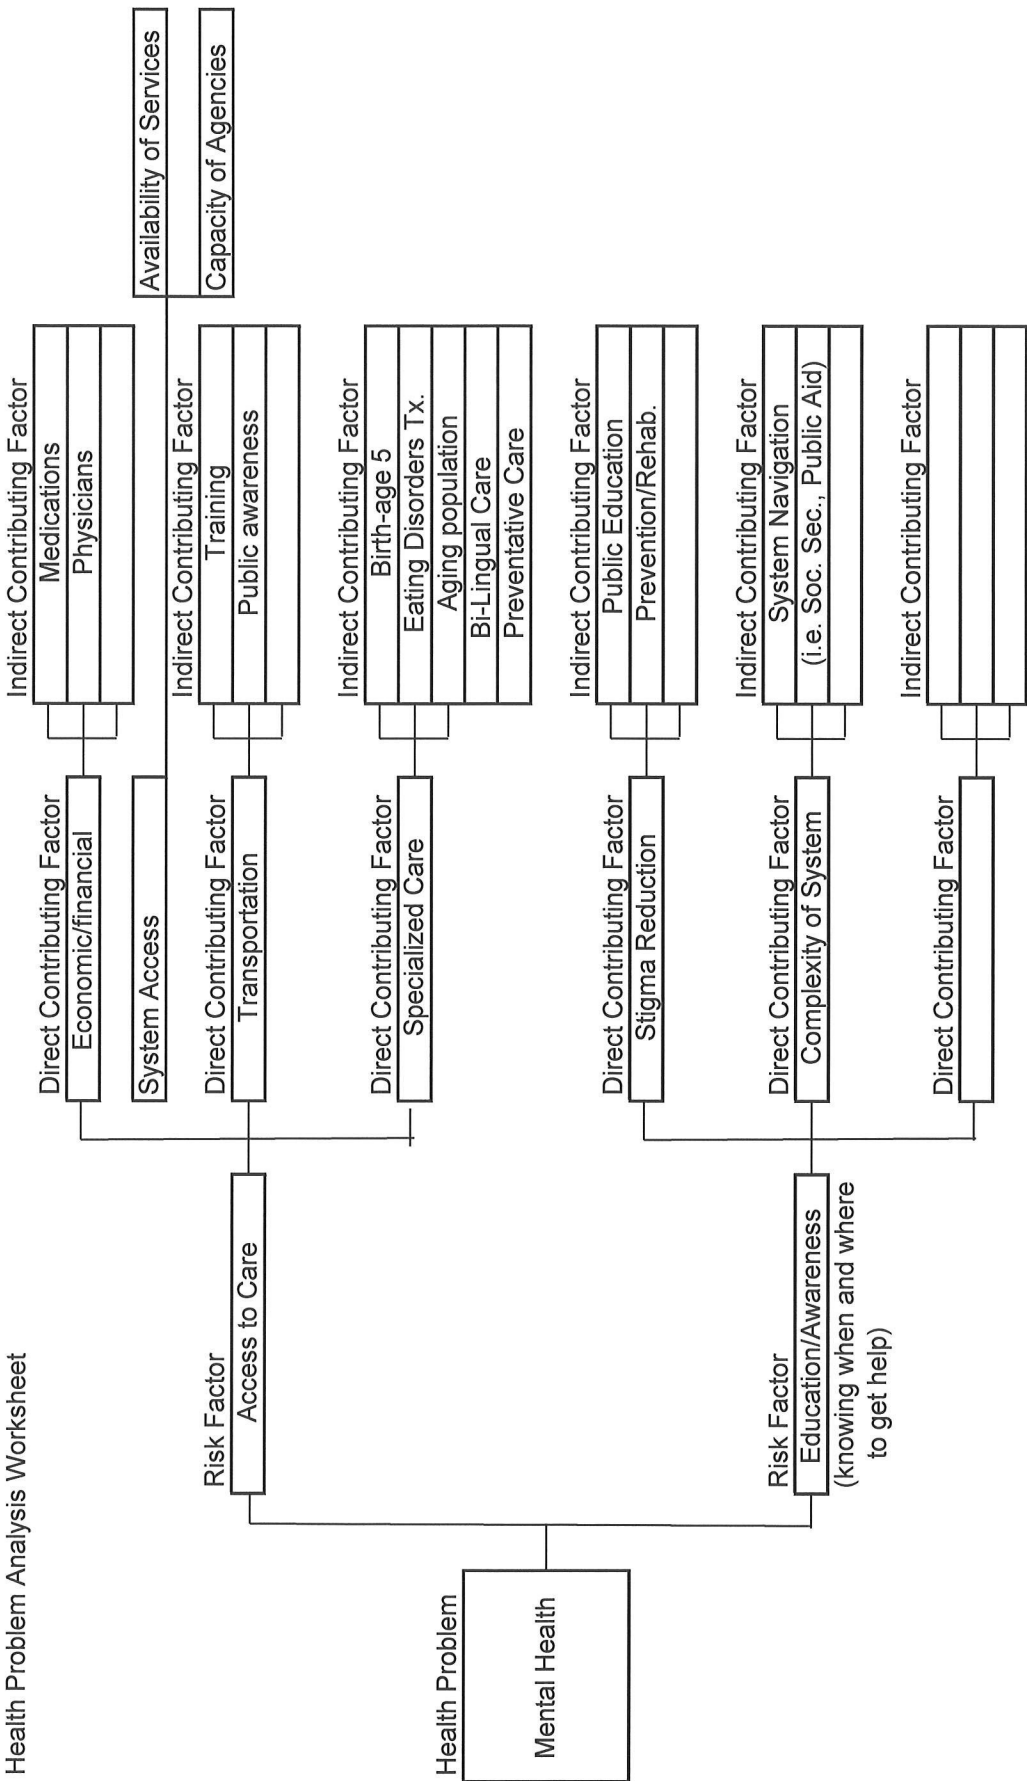 Health Problem Analysis Worksheet
Health Problem
Mental Health
Risk Factor
Access to Care
Direct Contributing Factor
Economic/financial
Indirect Contributing Factor
Medications
Physicians
System Access
Availability of Services
Capacity of Agencies
Direct Contributing Factor
Transportation
Indirect Contributing Factor
Training
Public awareness
Direct Contributing Factor
Specialized Care
Indirect Contributing Factor
Birth-age 5
Eating Disorders Tx.
Aging population
Bi-Lingual Care
Preventative Care
Risk Factor
Education/Awareness
(knowing when and where
to get help)
Direct Contributing Factor
Stigma Reduction
Indirect Contributing Factor
Public Education
Prevention/Rehab.
Direct Contributing Factor
Complexity of System
Indirect Contributing Factor
System Navigation
(i.e. Soc. Sec., Public Aid)
Direct Contributing Factor
Indirect Contributing Factor